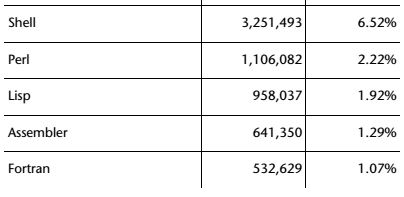 Shell 3,251,493 6.52%
Perl 1,106,082 2.22%
Lisp 958,037 1.92%
Assembler 641,350 1.29%
Fortran 532,629 1.07%